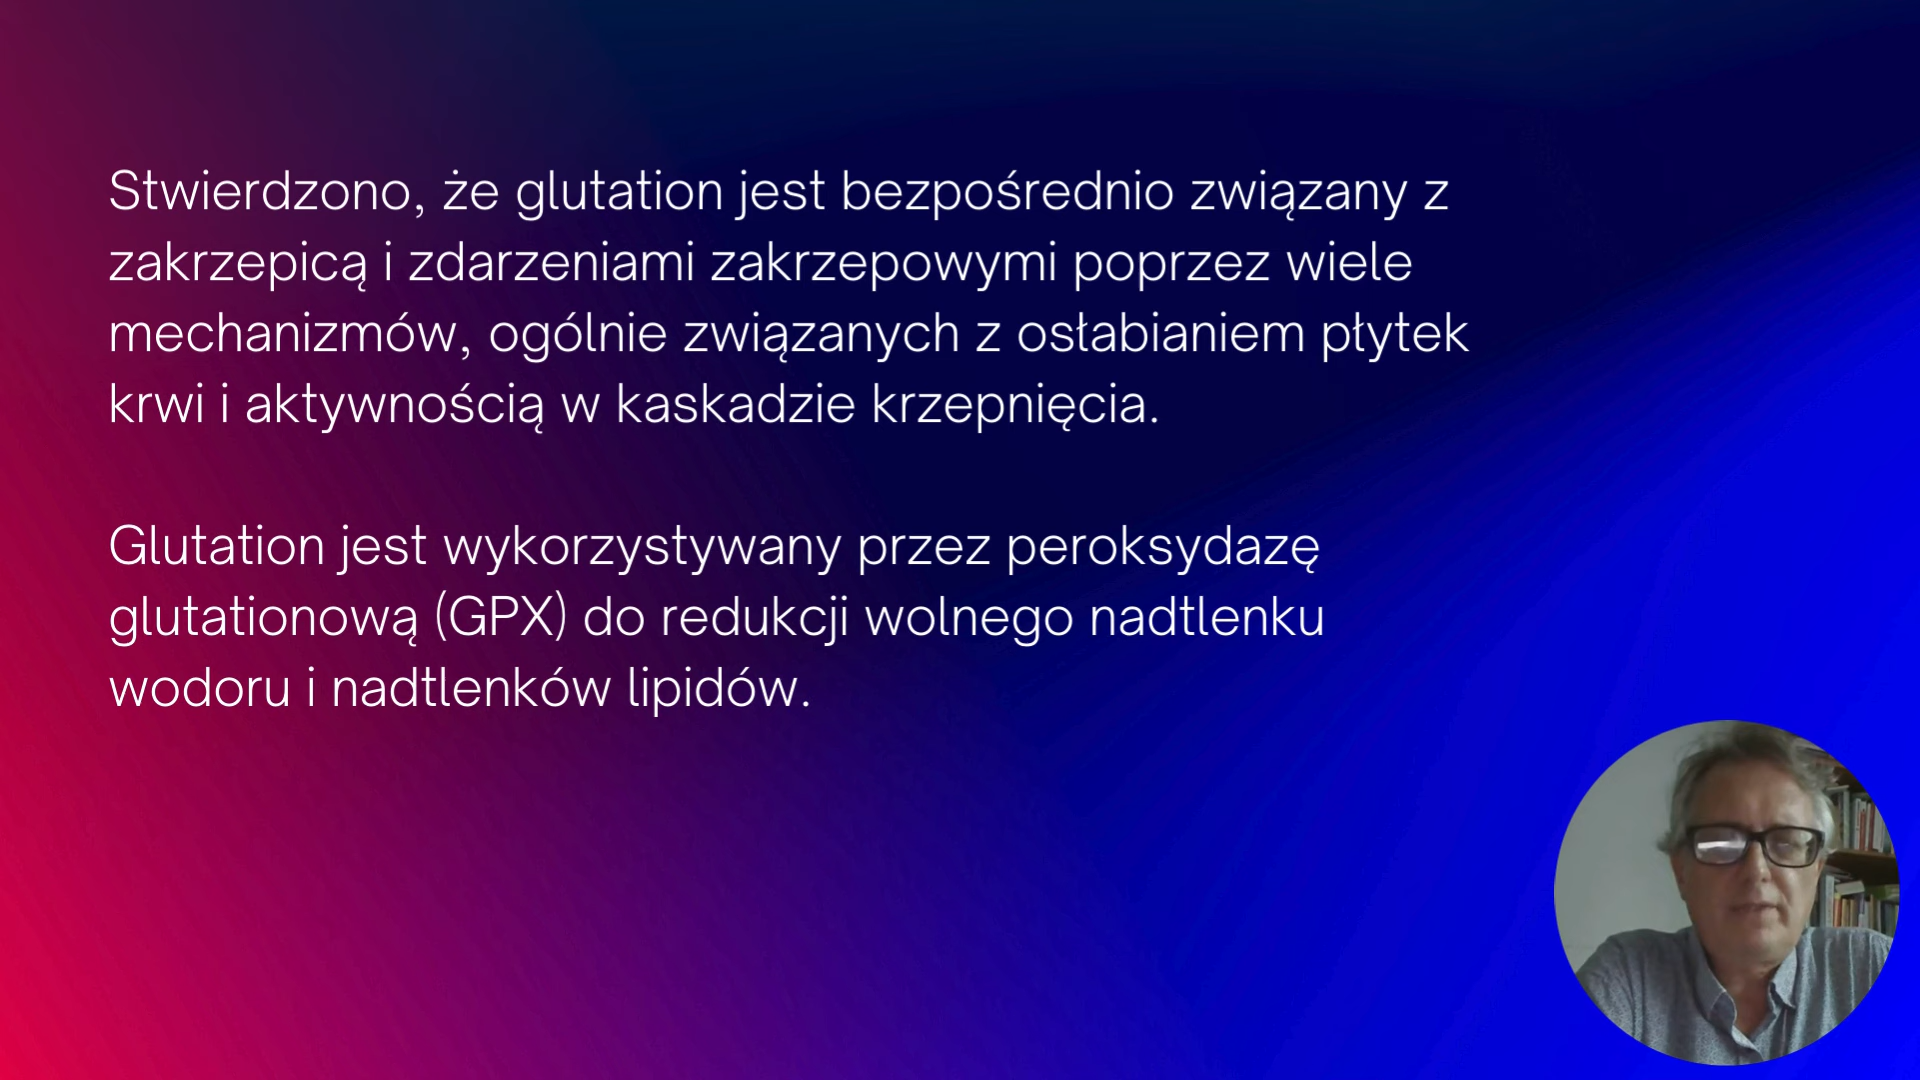 Stwierdzono, że glutation jest bezpośrednio związany z
zakrzepicą i zdarzeniami zakrzepowymi poprzez wiele
mechanizmów, ogólnie związanych z osłabianiem płytek
krwi i aktywnością w kaskadzie krzepnięcia.
Glutation jest wykorzystywany przez peroksydazę
glutationową (GPX) do redukcji wolnego nadtlenku
wodoru i nadtlenków lipidów.